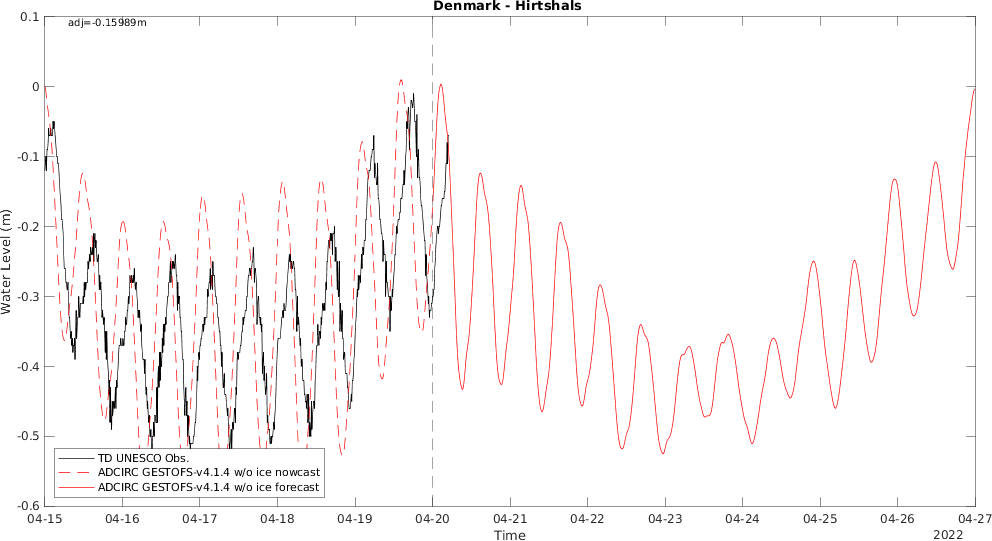 Denmark - Hirtshals
adj=-0.15989m
0.1
0
-0.1
-0.2
-0.3
-0.4
-0.5
-0.6
Water Level (m)
TD UNESCO Obs.
ADCIRC GESTOFS-v4.1.4 w/o ice nowcast
ADCIRC GESTOFS-v4.1.4 w/o ice forecast
04-15 04-16 04-17 04-18 04-19 04-20 04-21 04-22 04-23 04-24 04-25 04-26 04-27
Time
2022